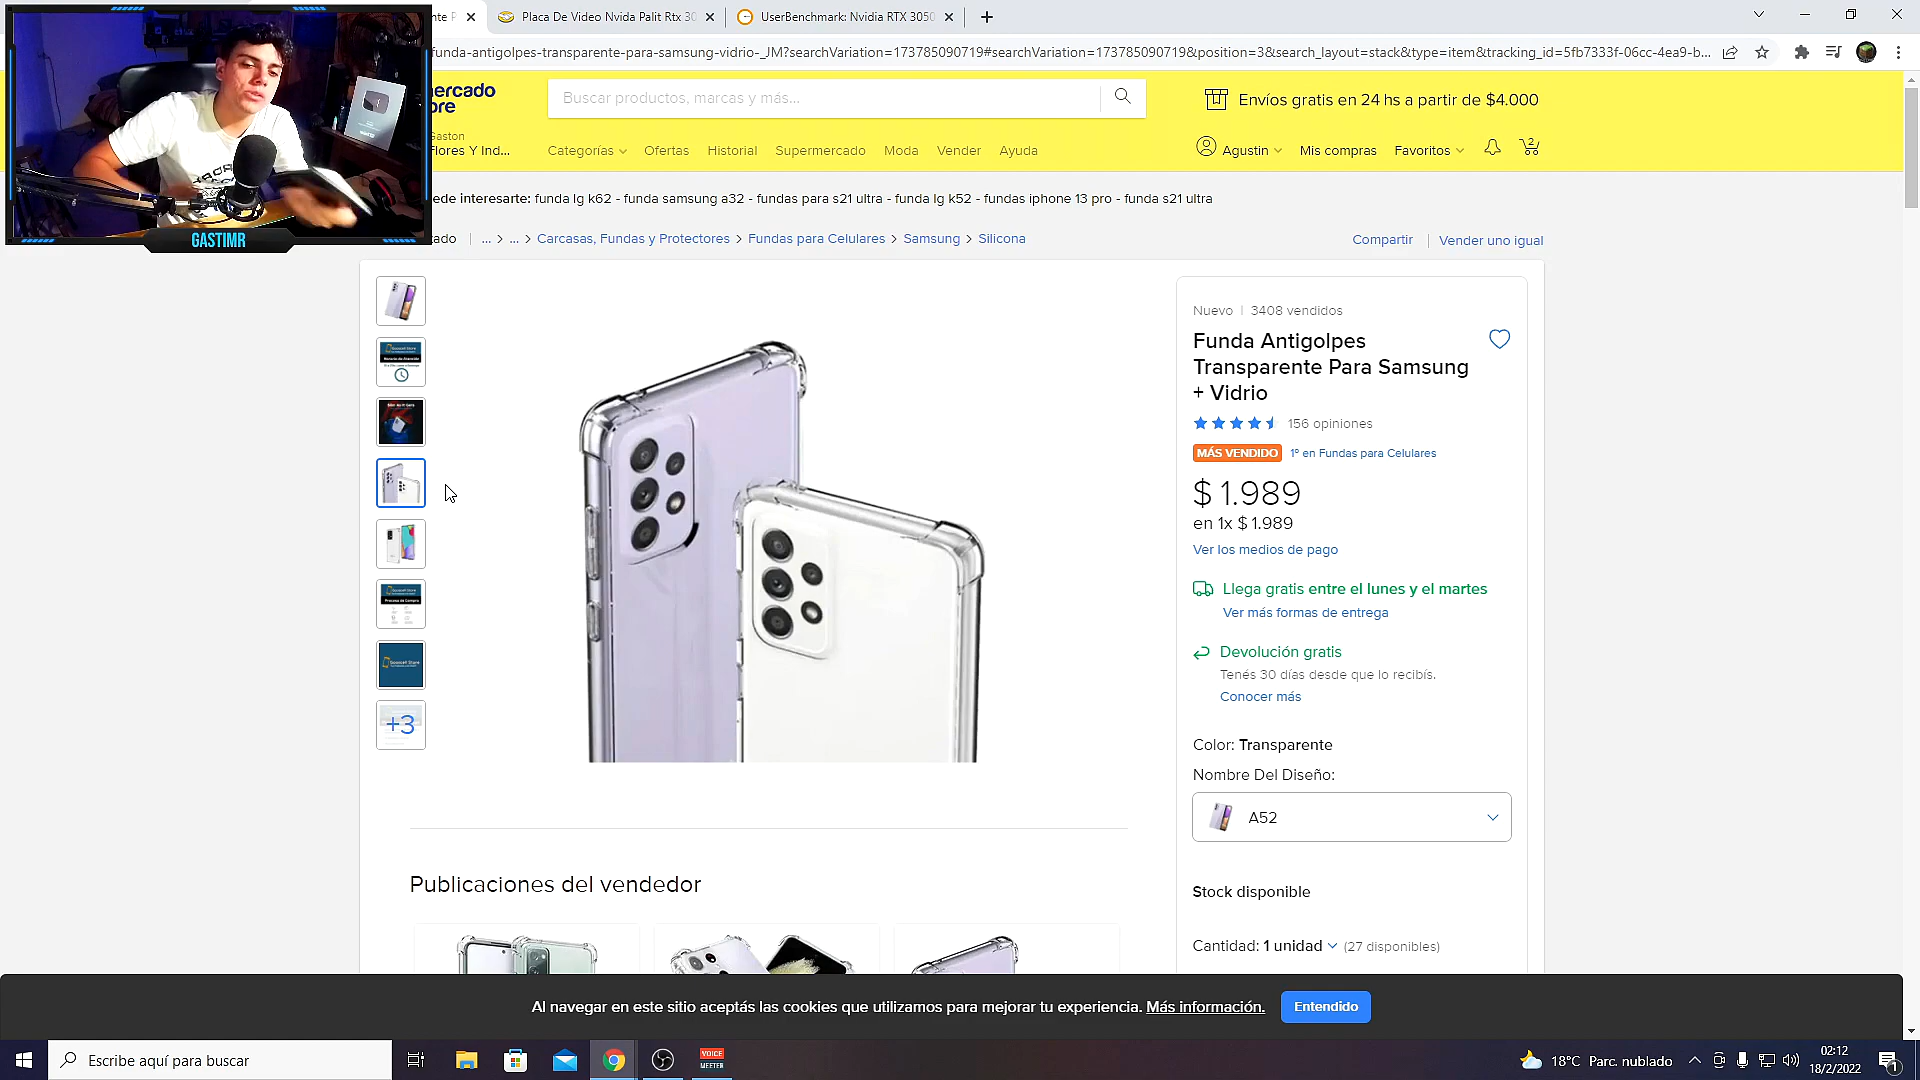 nte P
Placa De Video Nvida Palit Rtx 30
UserBenchmark: Nvidia RTX 3050
funda-antigolpes-transparente-para-samsung-vidrio-_JM?searchVariation=173785090719#searchVariation=173785090719&position=3&search_layout=stack&type=item&tracking_id=5fb7333f-06cc-4ea9-b...
ercado
bre
Buscar productos, marcas y más...
Envíos gratis en 24 hs a partir de $4.000
Gaston
Flores Y Ind...
Categorías
Ofertas
Historial
Supermercado
Moda
Vender
Ayuda
Agustin
Mis compras
Favoritos
2
GASTIMR
ede interesarte: funda lg k62 - funda samsung a32 - fundas para s21 ultra - funda lg k52 - fundas iphone 13 pro - funda s21 ultra
ado | ... > ... > Carcasas, Fundas y Protectores > Fundas para Celulares > Samsung > Silicona
Compartir | Vender uno igual
+3
Nuevo | 3408 vendidos
Funda Antigolpes
Transparente Para Samsung
+ Vidrio
156 opiniones
MÁS VENDIDO 1º en Fundas para Celulares
$ 1.989
en 1x $ 1.989
Ver los medios de pago
Llega gratis entre el lunes y el martes
Ver más formas de entrega
Devolución gratis
Tenés 30 días desde que lo recibís.
Conocer más
Color: Transparente
Nombre Del Diseño:
A52
Stock disponible
Cantidad: 1 unidad (27 disponibles)
Publicaciones del vendedor
Al navegar en este sitio aceptás las cookies que utilizamos para mejorar tu experiencia. Más información.
Entendido
Escribe aquí para buscar
VOICE
MEETER
18°C Parc. nublado
02:12
18/2/2022
1